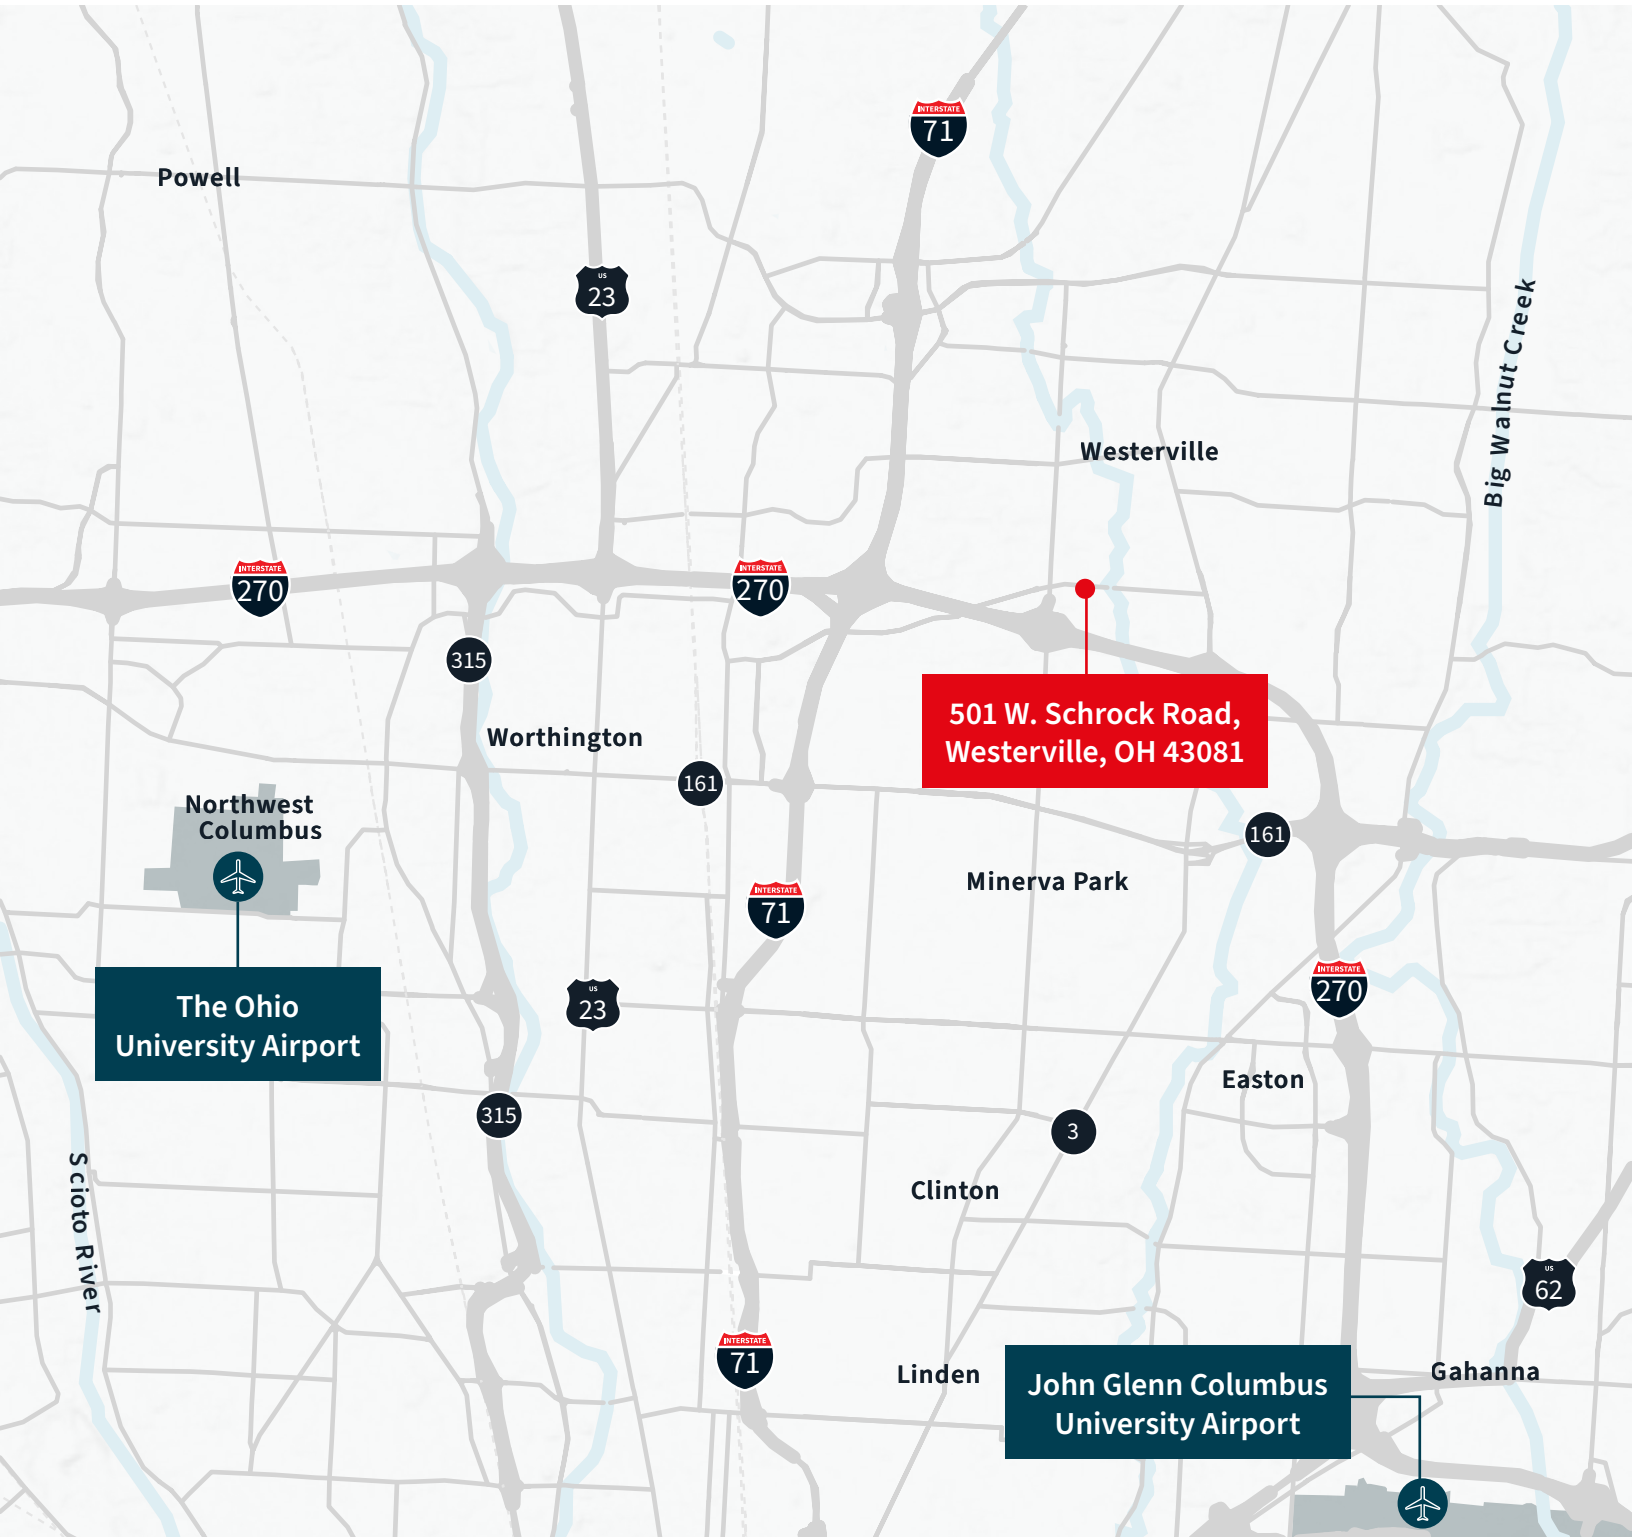 INTERSTATE
71
Powell
US
23
Big Walnut Creek
Westerville
INTERSTATE
270
INTERSTATE
270
315
501 W. Schrock Road,
Westerville, OH 43081
Worthington
161
Northwest
Columbus
161
Minerva Park
INTERSTATE
71
INTERSTATE
270
The Ohio
University Airport
US
23
Easton
315
3
Scioto River
Clinton
US
62
INTERSTATE
71
Linden
Gahanna
John Glenn Columbus
University Airport